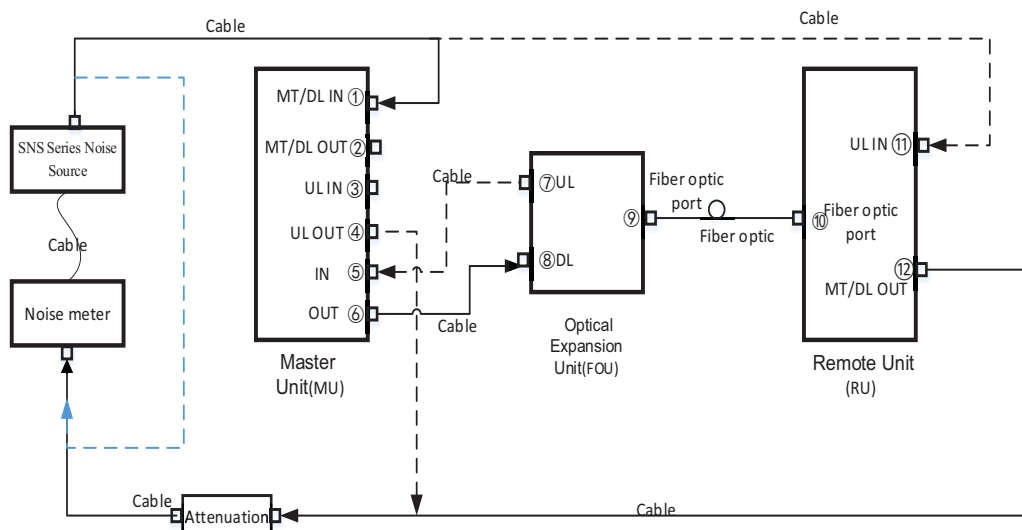 Cable
Cable
SNS Series Noise
Source
Cable
Noise meter
MT/DL IN ①
MT/DL OUT ②
UL IN ③
UL OUT ④
IN ⑤
OUT ⑥
Master
Unit(MU)
Cable
⑦UL
⑧DL
⑨
Cable
Optical
Expansion
Unit(FOU)
Fiber optic
port
Fiber optic
UL IN ⑪
⑩
Fiber optic
port
⑫
MT/DL OUT
Remote Unit
(RU)
Cable
Attenuation
Cable